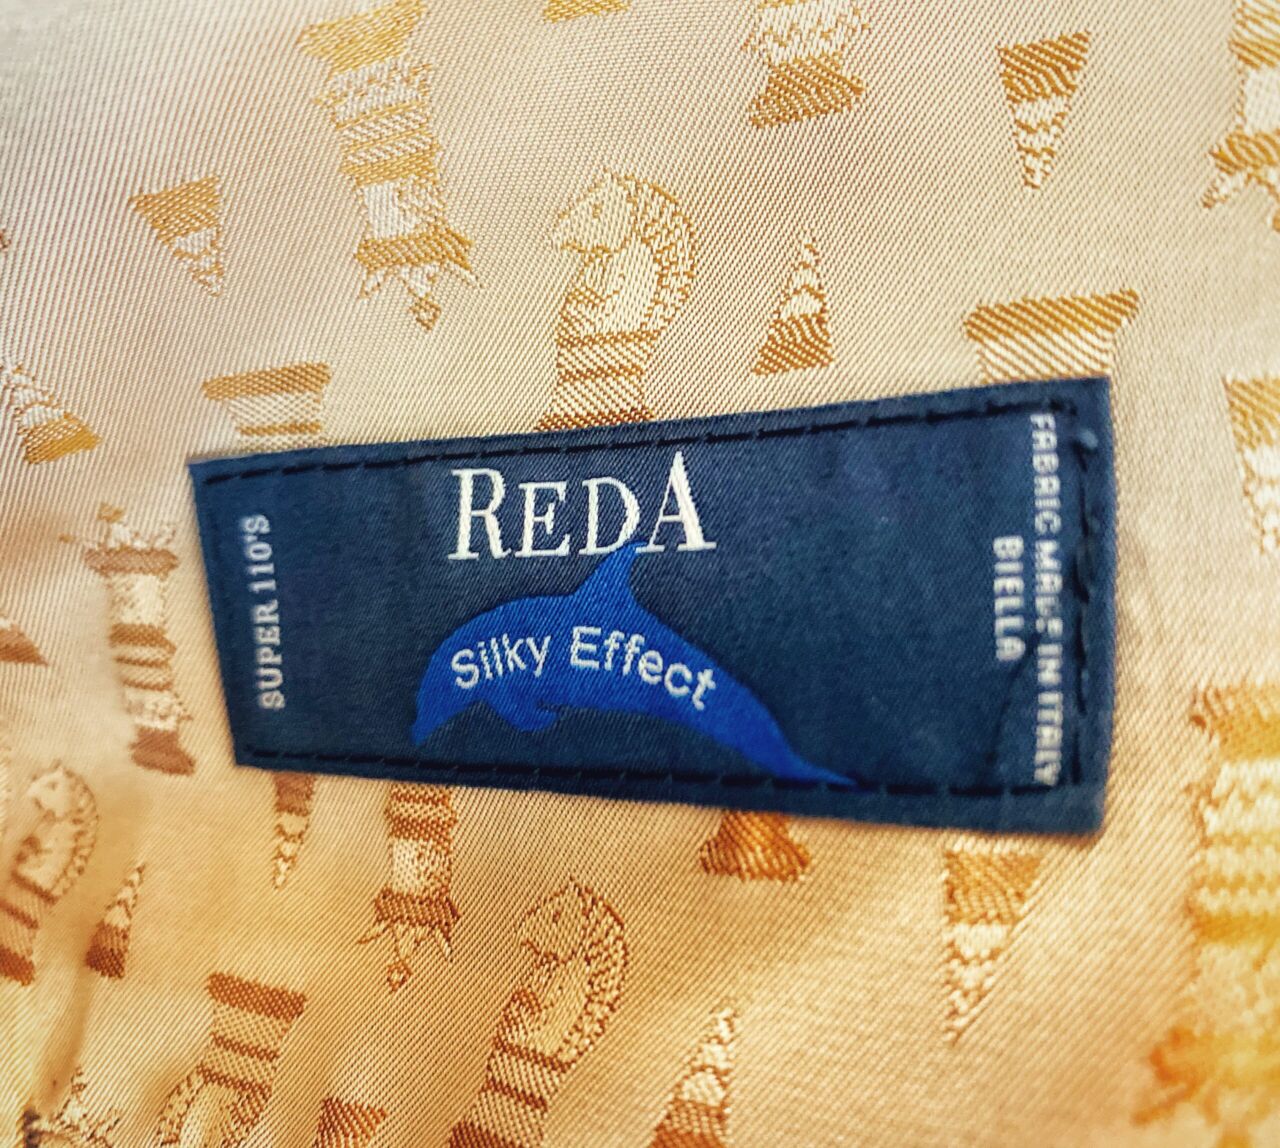 SUPER 110'S
REDA
Silky Effect
FABRIC MADE IN ITALY
BIELLA